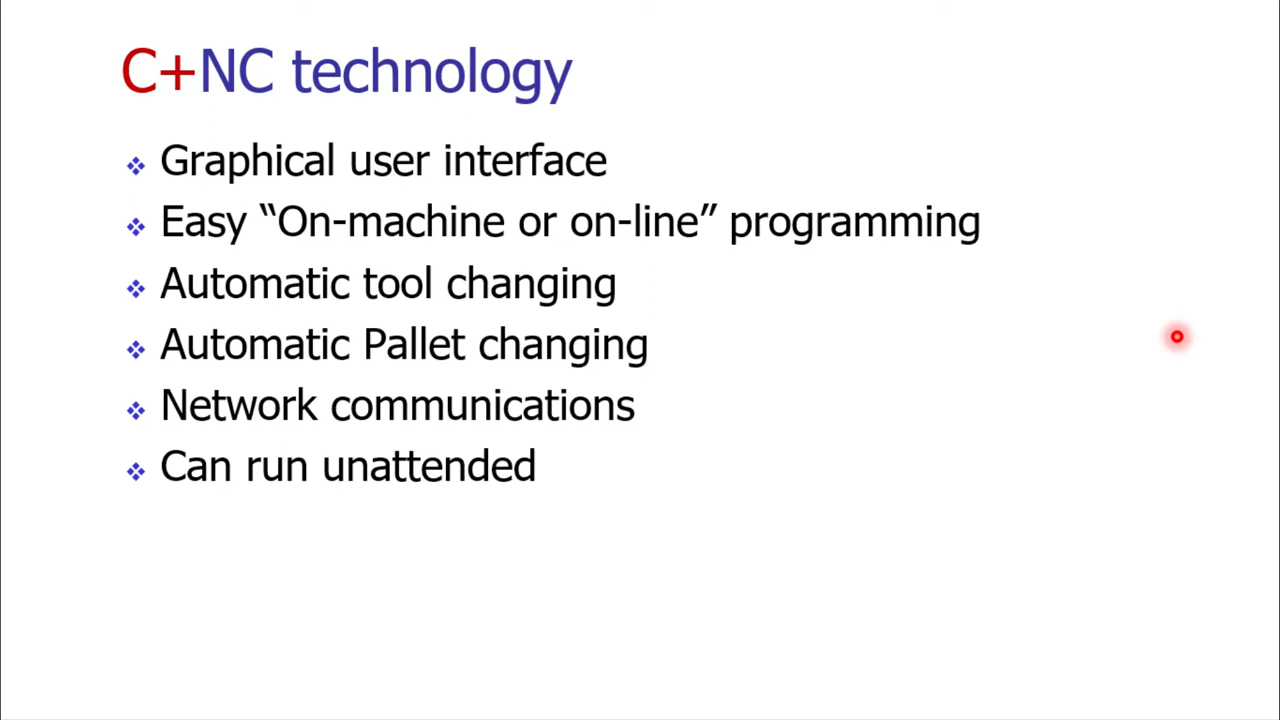 C+NC technology
Graphical user interface
Easy “On-machine or on-line” programming
Automatic tool changing
Automatic Pallet changing
Network communications
Can run unattended